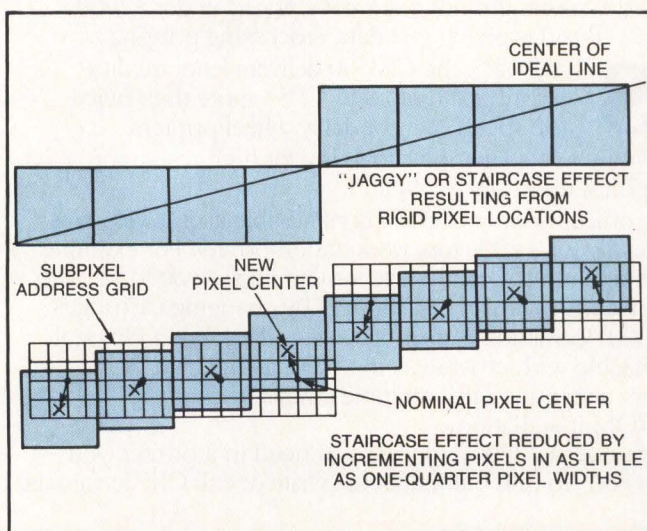 CENTER OF
IDEAL LINE
"JAGGY" OR STAIRCASE EFFECT
RESULTING FROM
RIGID PIXEL LOCATIONS
SUBPIXEL
ADDRESS GRID
NEW
PIXEL CENTER
NOMINAL PIXEL CENTER
STAIRCASE EFFECT REDUCED BY
INCREMENTING PIXELS IN AS LITTLE
AS ONE-QUARTER PIXEL WIDTHS